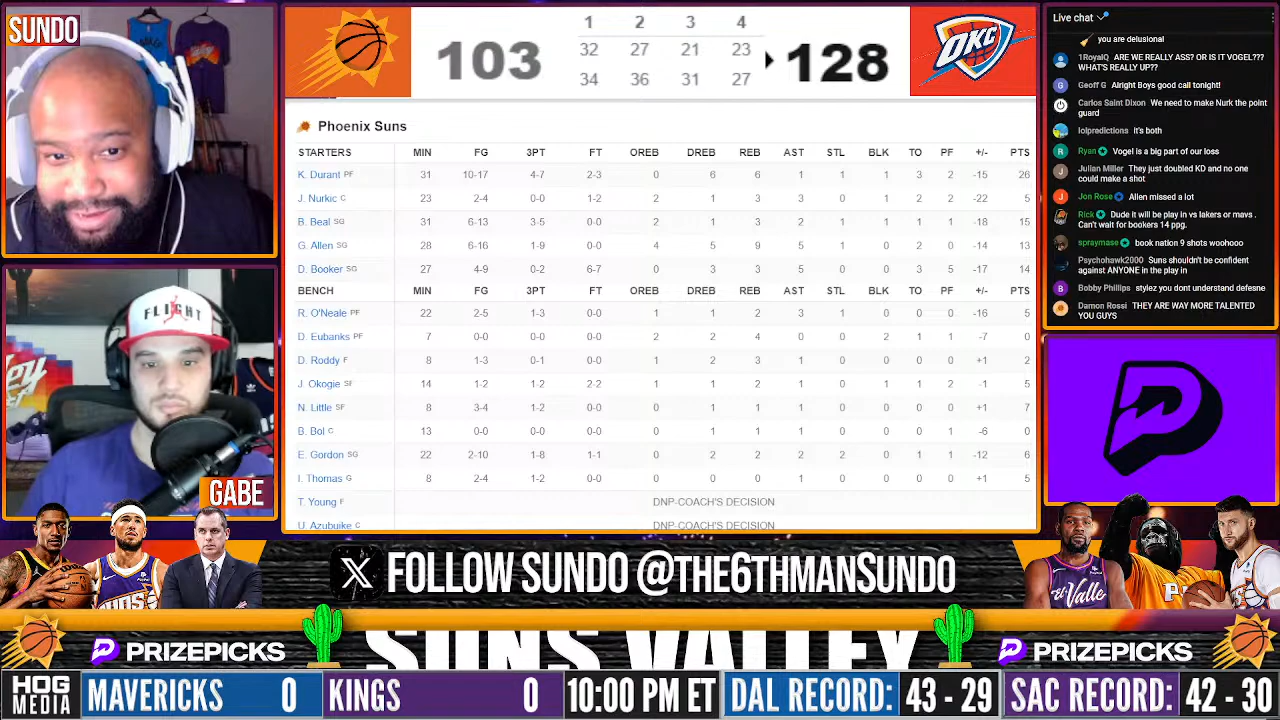 SUNDO
103
1 2 3 4
32 27 21 23
34 36 31 27
128
OKC
Phoenix Suns
STARTERS MIN FG 3PT FT OREB DREB REB AST STL BLK TO PF +/- PTS
K. Durant PF 31 10-17 4-7 2-3 0 6 6 1 1 1 3 2 -15 26
J. Nurkic C 23 2-4 0-0 1-2 2 1 3 3 0 1 2 2 -22 5
B. Beal SG 31 6-13 3-5 0-0 2 1 3 5 2 1 1 1 -18 15
G. Allen SG 28 6-16 1-9 0-0 4 5 9 5 1 0 2 0 -14 13
D. Booker SG 27 4-9 0-2 6-7 0 3 3 5 0 0 3 5 -17 14
BENCH MIN FG 3PT FT OREB DREB REB AST STL BLK TO PF +/- PTS
R. O'Neale PF 22 2-5 1-3 0-0 1 1 2 3 1 0 0 0 -16 5
D. Eubanks PF 7 0-0 0-0 0-0 2 2 4 0 0 2 1 1 -7 0
D. Roddy F 8 1-3 0-1 0-0 1 2 3 1 0 0 0 0 +1 2
J. Okogie SF 14 1-2 1-2 2-2 1 1 2 1 0 1 1 2 -1 5
N. Little SF 8 3-4 1-2 0-0 0 1 1 1 0 0 0 0 +1 7
B. Bol C 13 0-0 0-0 0-0 0 1 1 1 0 0 0 1 -6 0
E. Gordon SG 22 2-10 1-8 1-1 0 2 2 2 2 0 1 1 -12 6
I. Thomas G 8 2-4 1-2 0-0 0 0 0 1 0 0 0 0 +1 5
T. Young F DNP-COACH'S DECISION
U. Azubuike C DNP-COACH'S DECISION
Live chat
you are delusional
1RoyalQ ARE WE REALLY ASS? OR IS IT VOGEL???
WHAT'S REALLY UP??
Geoff G Alright Boys good call tonight!
Carlos Saint Dixon We need to make Nurk the point
guard
lolpredictions It's both
Ryan Vogel is a big part of our loss
Julian Miller They just doubled KD and no one
could make a shot
Jon Rose Allen missed a lot
Rick Dude it will be play in vs lakers or mavs .
Can't wait for bookers 14 ppg.
spraymase book nation 9 shots woohooo
Psychohawk2000 Suns shouldn't be confident
against ANYONE in the play in
Bobby Phillips stylez you dont understand defesne
Damon Rossi THEY ARE WAY MORE TALENTED
YOU GUYS
FLIGHT
GABE
FOLLOW SUNDO @THE6THMANSUNDO
PRIZEPICKS
SUNS VALLEY
PRIZEPICKS
HOG
MEDIA
MAVERICKS 0 KINGS 0 10:00 PM ET DAL RECORD: 43 - 29 SAC RECORD: 42 - 30